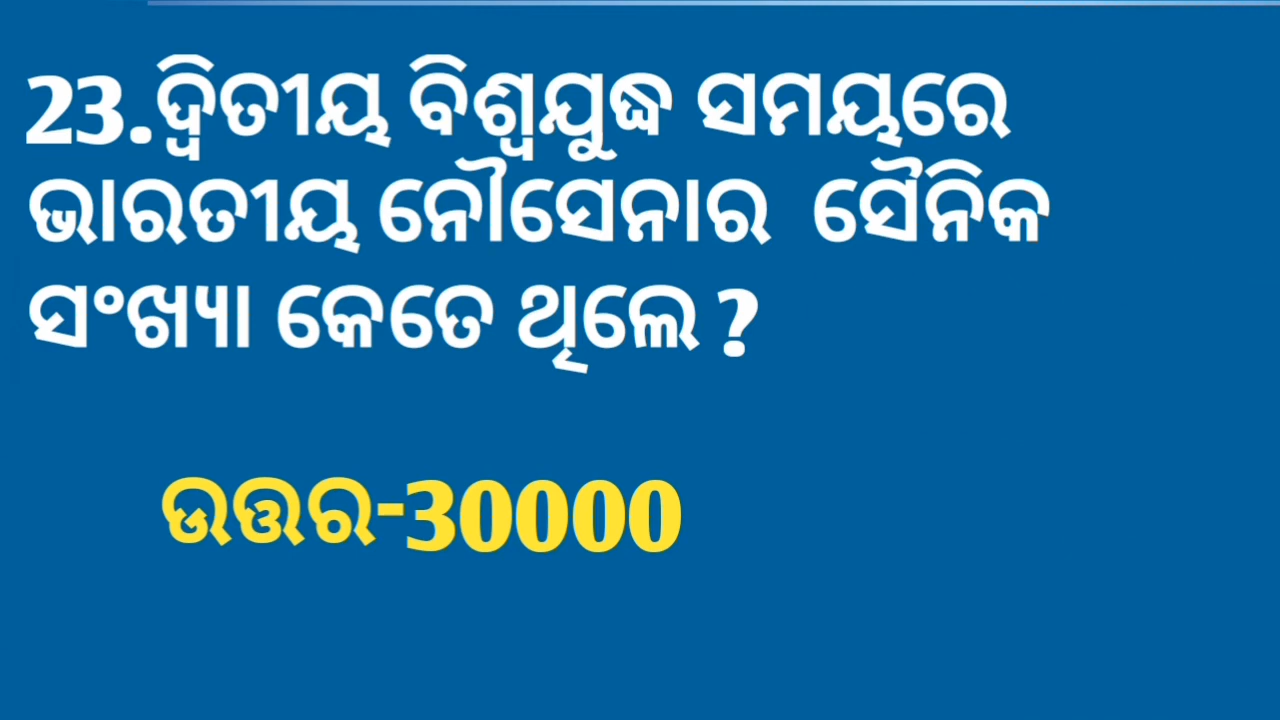 23.ଦ୍ୱିତୀୟ ବିଶ୍ୱଯୁଦ୍ଧ ସମୟରେ
ଭାରତୀୟ ନୌସେନାର ସୈନିକ
ସଂଖ୍ୟା କେତେ ଥିଲେ ?
ଉତ୍ତର-30000